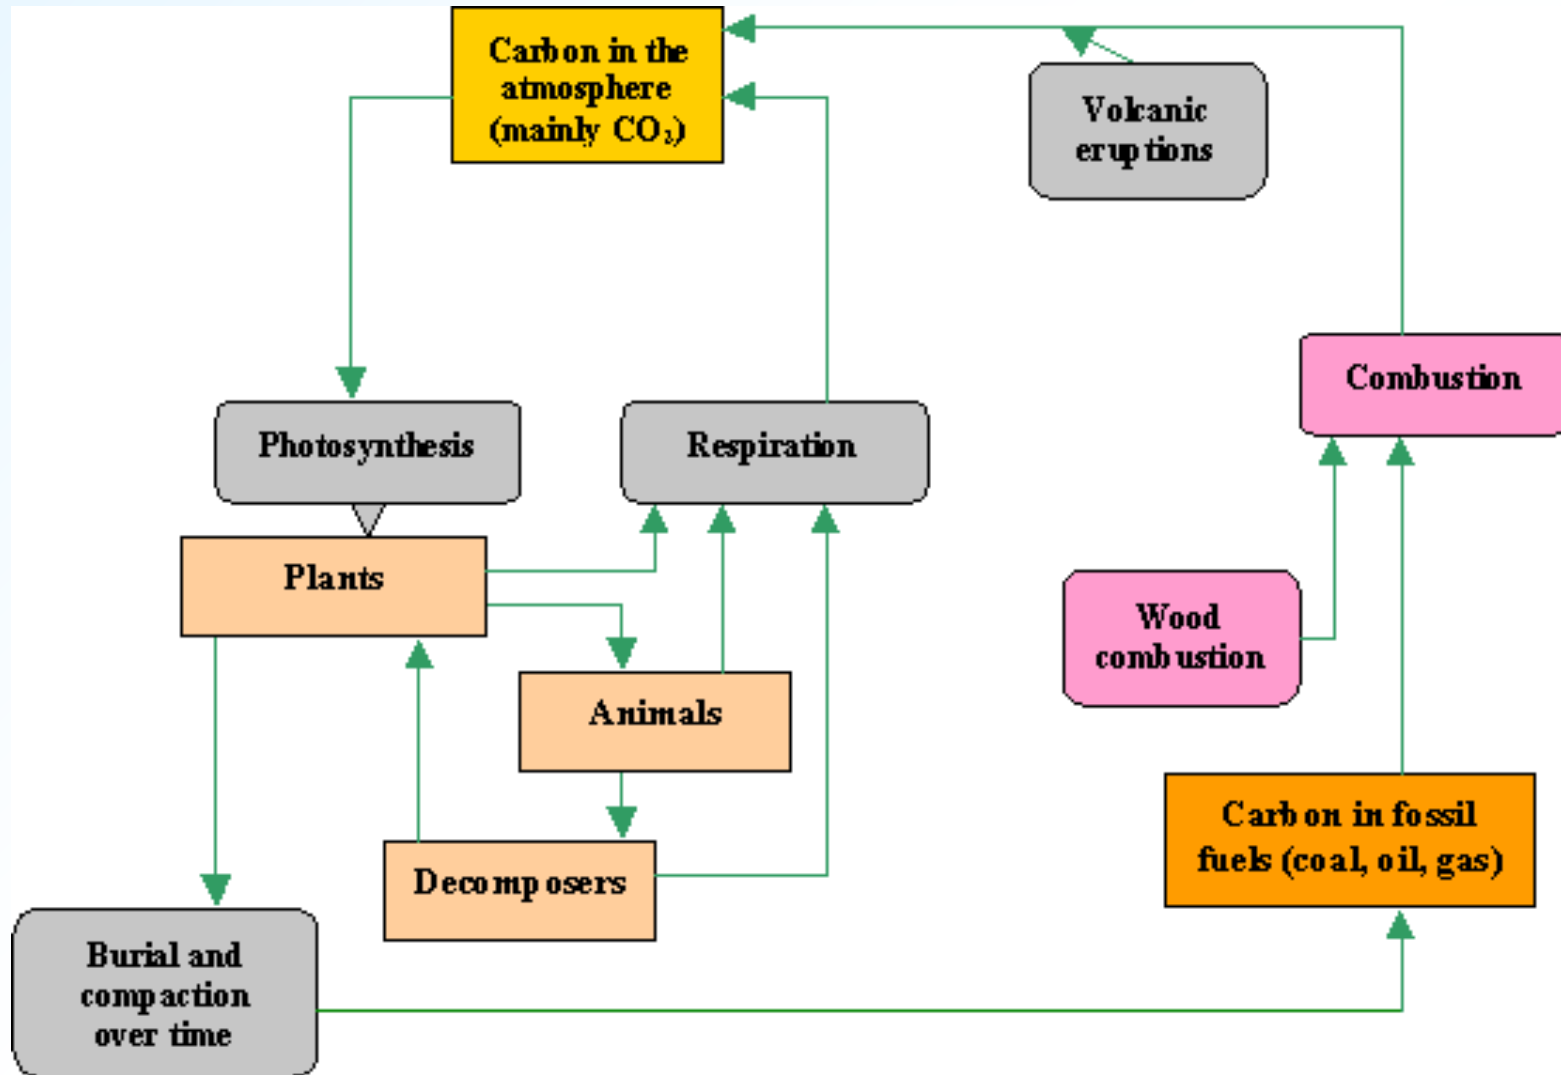 Carbon in the
atmosphere
(mainly CO₂)
Volcanic
eruptions
Combustion
Photosynthesis
Respiration
Plants
Wood
combustion
Animals
Carbon in fossil
fuels (coal, oil, gas)
Decomposers
Burial and
compaction
over time